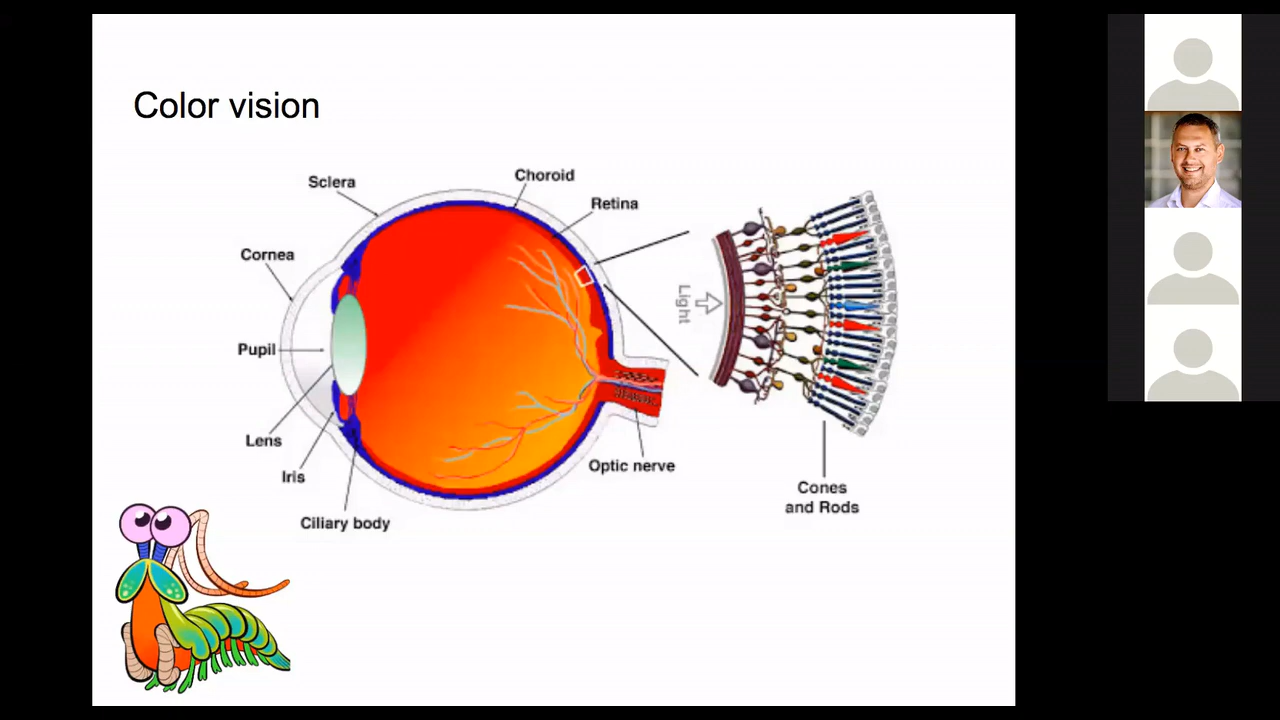 Color vision
Sclera
Choroid
Retina
Cornea
Light
Pupil
Lens
Iris
Optic nerve
Ciliary body
Cones
and Rods